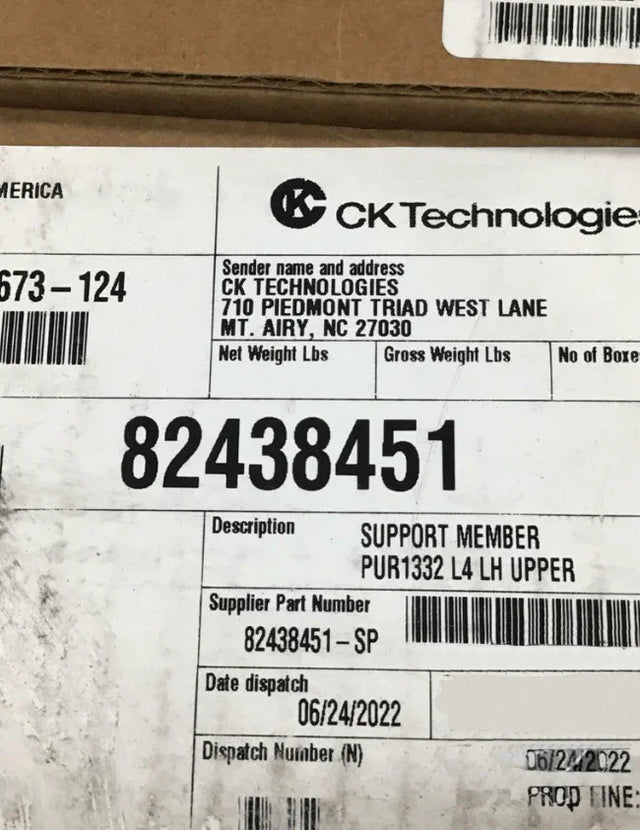 CK Technologies
Sender name and address
CK TECHNOLOGIES
673-124
710 PIEDMONT TRIAD WEST LANE
MT. AIRY, NC 27030
Net Weight Lbs
Gross Weight Lbs
No of Boxe
82438451
Description
SUPPORT MEMBER
PUR1332 L4 LH UPPER
Supplier Part Number
82438451-SP
Date dispatch
06/24/2022
Dispatch Number (N)
06/24/2022
PROD LINE: